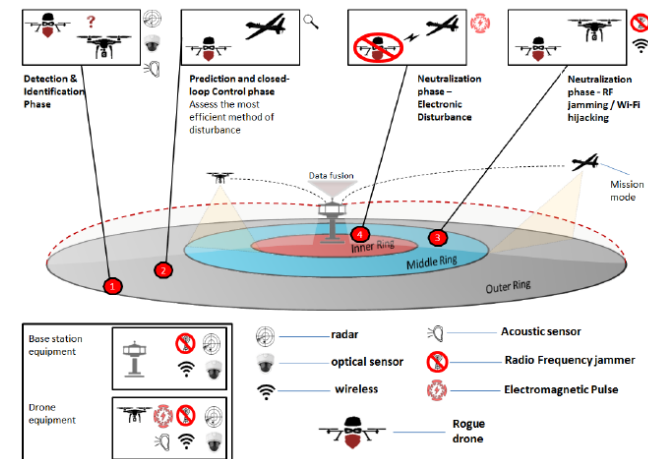 ?
Detection &
Identification
Phase
Prediction and closed-
loop Control phase
Assess the most
efficient method of
disturbance
Neutralization
phase –
Electronic
Disturbance
Neutralization
phase - RF
jamming / Wi-Fi
hijacking
Data fusion
Mission
mode
4
3
Inner Ring
2
Middle Ring
1
Outer Ring
Base station
equipment
Drone
equipment
radar
optical sensor
wireless
Acoustic sensor
Radio Frequency jammer
Electromagnetic Pulse
Rogue
drone